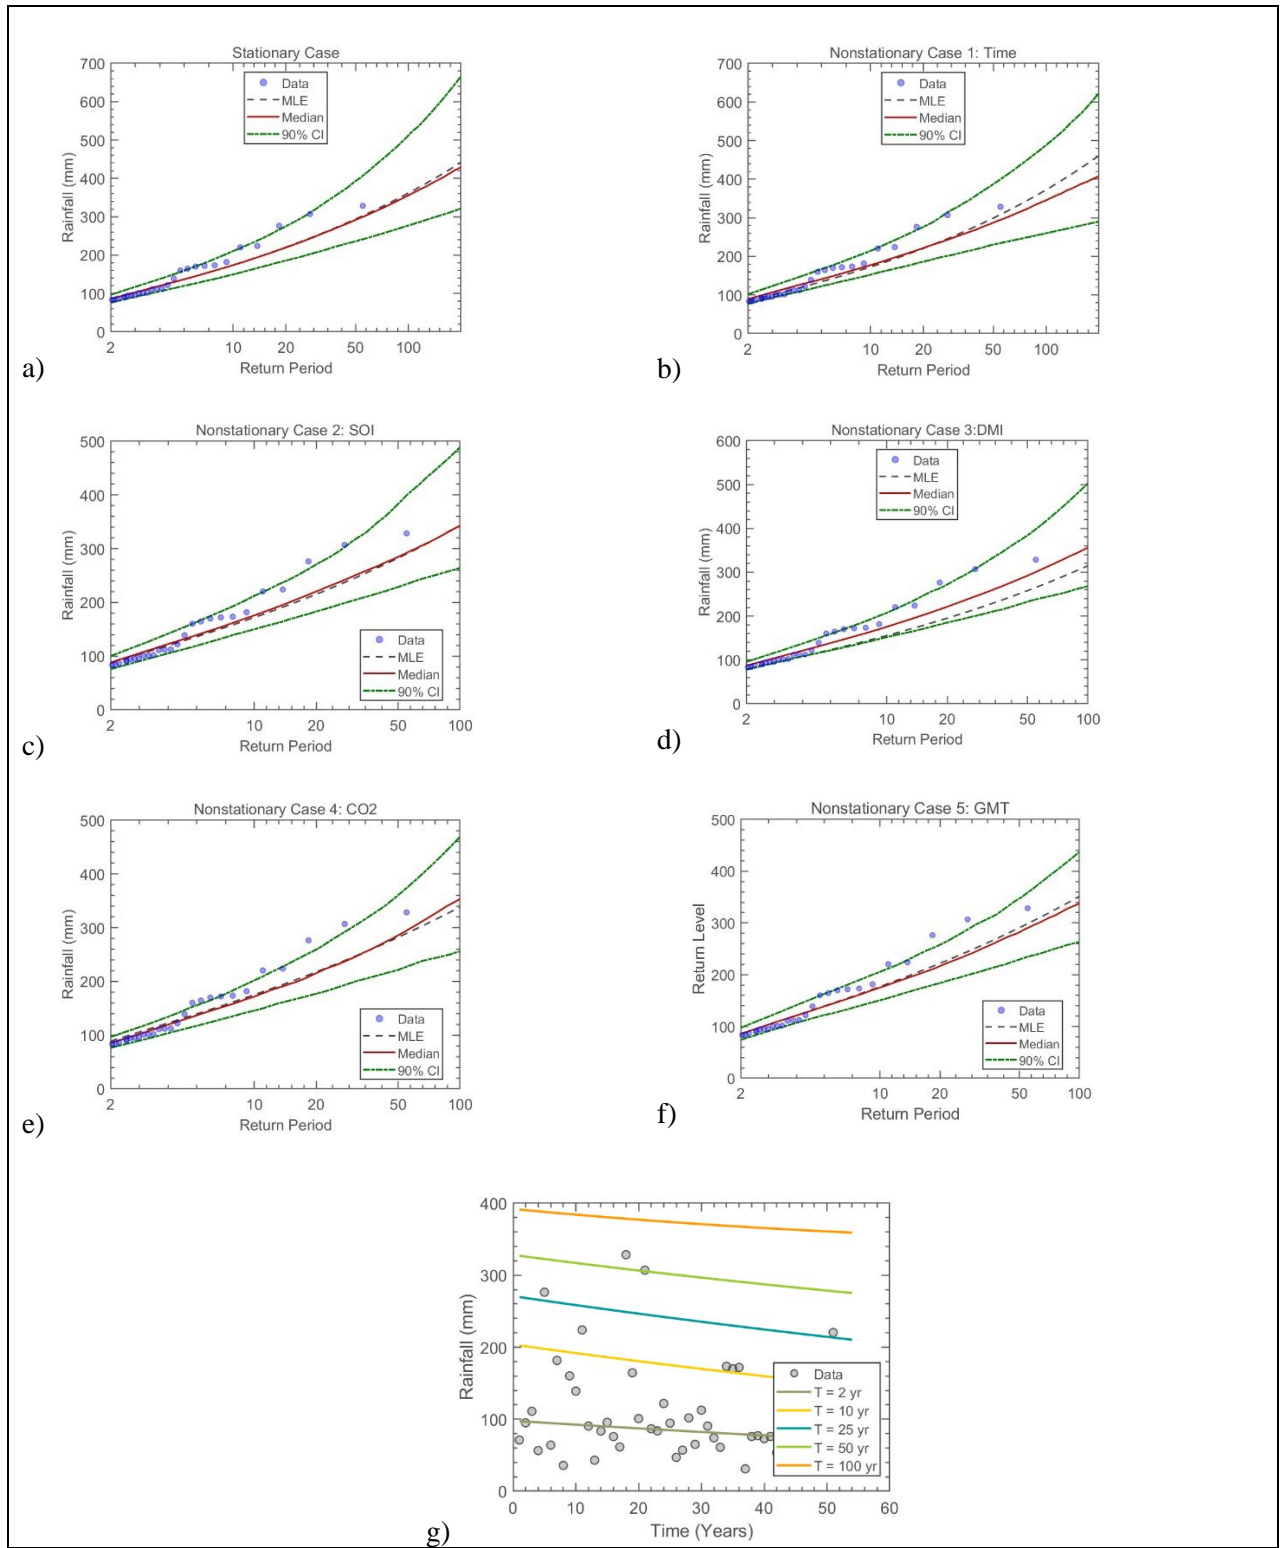 Stationary Case
700
600
500
400
300
200
100
0
Rainfall (mm)
Data
MLE
Median
90% CI
2 10 20 50 100
Return Period
a)
Nonstationary Case 1: Time
700
600
500
400
300
200
100
0
Rainfall (mm)
Data
MLE
Median
90% CI
2 10 20 50 100
Return Period
b)
Nonstationary Case 2: SOI
500
400
300
200
100
0
Rainfall (mm)
Data
MLE
Median
90% CI
2 10 20 50 100
Return Period
c)
Nonstationary Case 3:DMI
600
500
400
300
200
100
0
Rainfall (mm)
Data
MLE
Median
90% CI
2 10 20 50 100
Return Period
d)
Nonstationary Case 4: CO2
500
400
300
200
100
0
Rainfall (mm)
Data
MLE
Median
90% CI
2 10 20 50 100
Return Period
e)
Nonstationary Case 5: GMT
500
400
300
200
100
0
Return Level
Data
MLE
Median
90% CI
2 10 20 50 100
Return Period
f)
400
300
200
100
0
Rainfall (mm)
Data
T = 2 yr
T = 10 yr
T = 25 yr
T = 50 yr
T = 100 yr
0 10 20 30 40 50 60
Time (Years)
g)